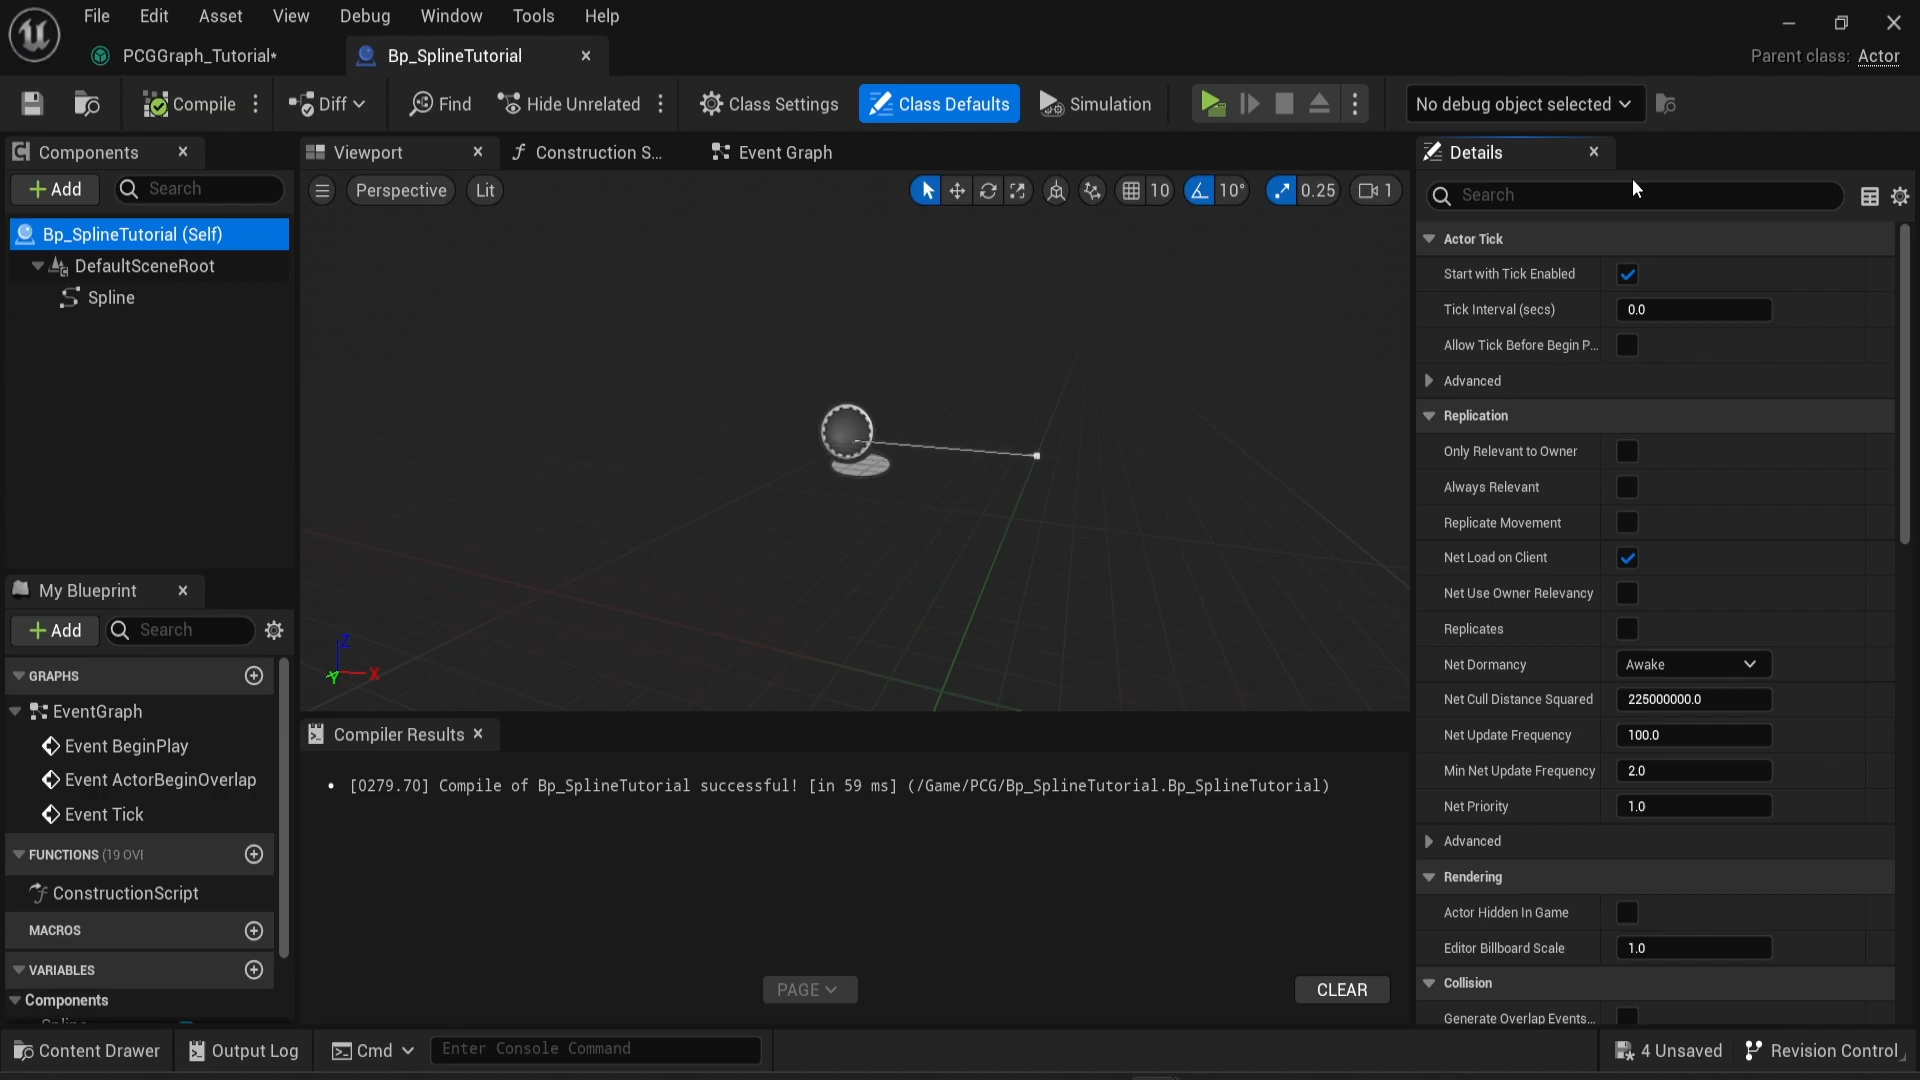 File Edit Asset View Debug Window Tools Help
PCGGraph_Tutorial*
Bp_SplineTutorial
Parent class: Actor
Compile
Diff
Find
Hide Unrelated
Class Settings
Class Defaults
Simulation
No debug object selected
Components
Add
Search
Bp_SplineTutorial (Self)
DefaultSceneRoot
Spline
Viewport
Construction S...
Event Graph
Perspective
Lit
10
10°
0.25
1
Z
Y
X
My Blueprint
Add
Search
GRAPHS
EventGraph
Event BeginPlay
Event ActorBeginOverlap
Event Tick
FUNCTIONS (19 OVI
ConstructionScript
MACROS
VARIABLES
Components
Spline
Compiler Results
• [0279.70] Compile of Bp_SplineTutorial successful! [in 59 ms] (/Game/PCG/Bp_SplineTutorial.Bp_SplineTutorial)
PAGE
CLEAR
Details
Search
Actor Tick
Start with Tick Enabled
Tick Interval (secs) 0.0
Allow Tick Before Begin P...
Advanced
Replication
Only Relevant to Owner
Always Relevant
Replicate Movement
Net Load on Client
Net Use Owner Relevancy
Replicates
Net Dormancy Awake
Net Cull Distance Squared 225000000.0
Net Update Frequency 100.0
Min Net Update Frequency 2.0
Net Priority 1.0
Advanced
Rendering
Actor Hidden In Game
Editor Billboard Scale 1.0
Collision
Generate Overlap Events...
Content Drawer
Output Log
Cmd
Enter Console Command
4 Unsaved
Revision Control